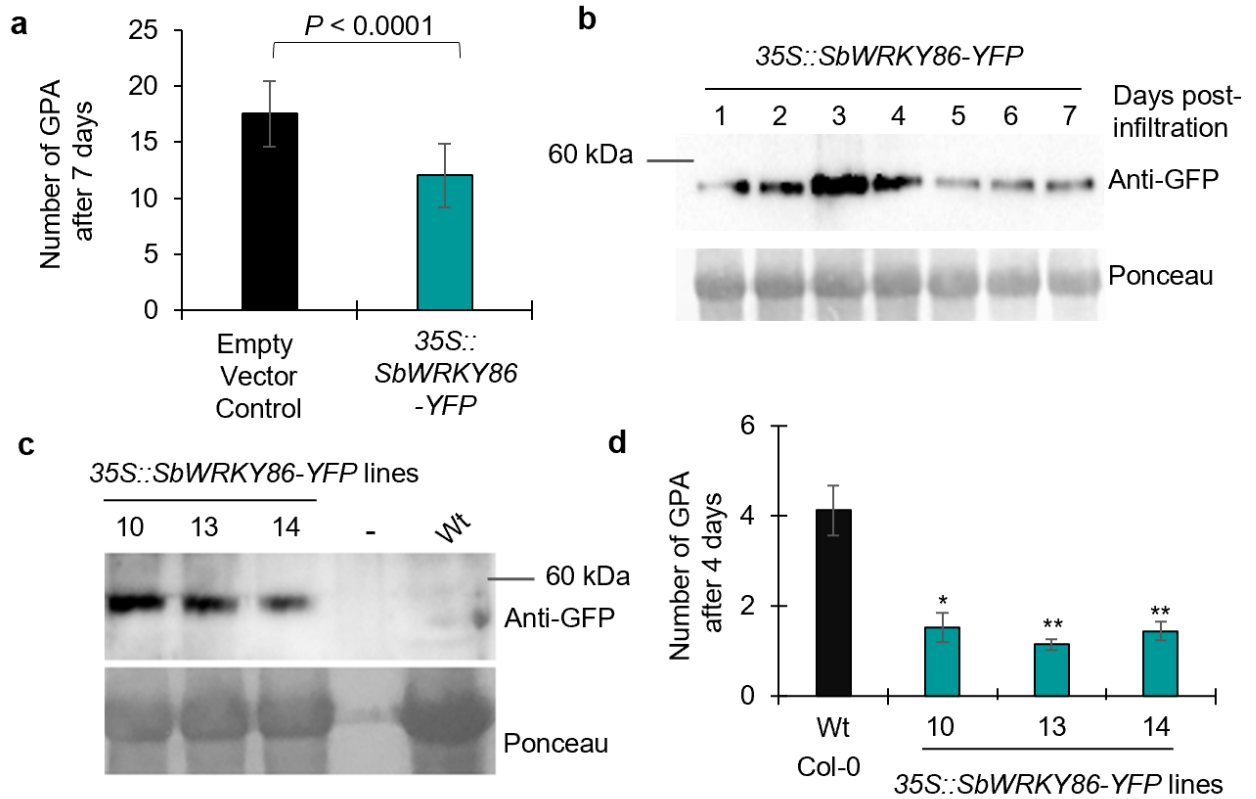 a
P < 0.0001
25
20
15
10
5
0
Number of GPA
after 7 days
Empty
Vector
Control
35S::
SbWRKY86
-YFP
b
35S::SbWRKY86-YFP
1 2 3 4 5 6 7
Days post-
infiltration
60 kDa
Anti-GFP
Ponceau
c
35S::SbWRKY86-YFP lines
10 13 14 - Wt
60 kDa
Anti-GFP
Ponceau
d
6
4
2
0
Number of GPA
after 4 days
* ** **
Wt 10 13 14
Col-0
35S::SbWRKY86-YFP lines